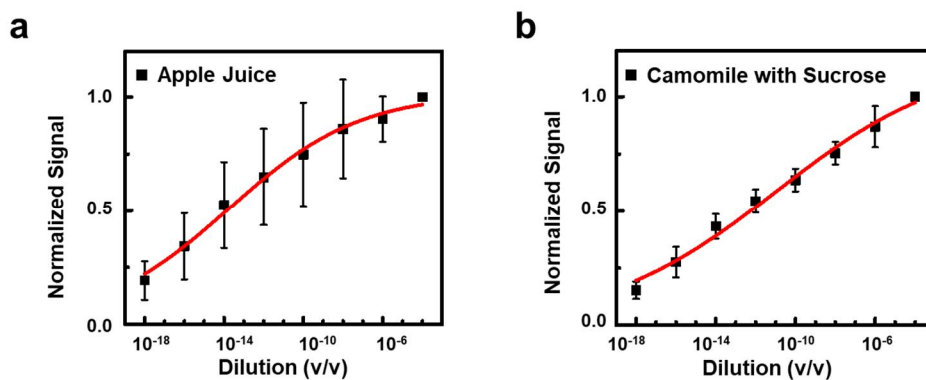 a
Apple Juice
1.0
0.5
0.0
Normalized Signal
10-18
10-14
10-10
10-6
Dilution (v/v)
b
Camomile with Sucrose
1.0
0.5
0.0
Normalized Signal
10-18
10-14
10-10
10-6
Dilution (v/v)